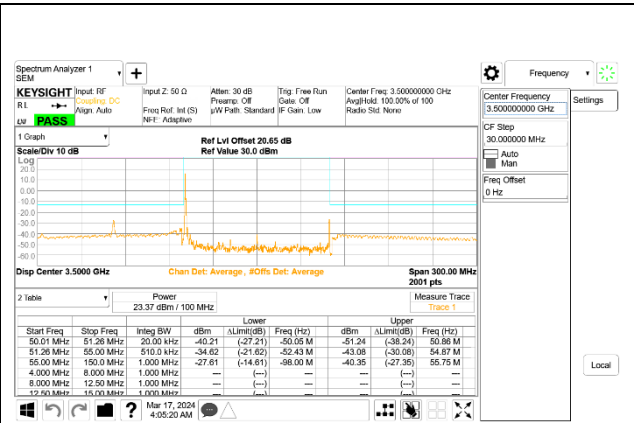 Spectrum Analyzer 1
SEM
Frequency
KEYSIGHT Input: RF Input Z: 50 Ω Atten: 30 dB Trig: Free Run Center Freq: 3.500000000 GHz
RL Coupling: DC Preamp: Off Gate: Off Avg|Hold: 100.00% of 100
Align: Auto Freq Ref: Int (S) µW Path: Standard IF Gain: Low Radio Std: None
PASS NFE: Adaptive
Center Frequency
3.500000000 GHz
Settings
CF Step
30.000000 MHz
Auto
Man
Freq Offset
0 Hz
1 Graph
Ref Lvl Offset 20.65 dB
Scale/Div 10 dB Ref Value 30.0 dBm
Log
20.0
10.0
0.00
-10.0
-20.0
-30.0
-40.0
-50.0
-60.0
Disp Center 3.5000 GHz Chan Det: Average, #Offs Det: Average Span 300.00 MHz
2001 pts
2 Table Power Measure Trace
23.37 dBm / 100 MHz Trace 1
Lower Upper
Start Freq Stop Freq Integ BW dBm ΔLimit(dB) Freq (Hz) dBm ΔLimit(dB) Freq (Hz)
50.01 MHz 51.26 MHz 20.00 kHz -40.21 (-27.21) -50.05 M -51.24 (-38.24) 50.86 M
51.26 MHz 55.00 MHz 510.0 kHz -34.62 (-21.62) -52.43 M -43.08 (-30.08) 54.87 M
55.00 MHz 150.0 MHz 1.000 MHz -27.61 (-14.61) -98.00 M -40.35 (-27.35) 55.75 M
4.000 MHz 8.000 MHz 1.000 MHz --- (---) --- --- (---) ---
8.000 MHz 12.50 MHz 1.000 MHz --- (---) --- --- (---) ---
12.50 MHz 15.00 MHz 1.000 MHz --- (---) --- --- (---) ---
Local
Mar 17, 2024
4:05:20 AM